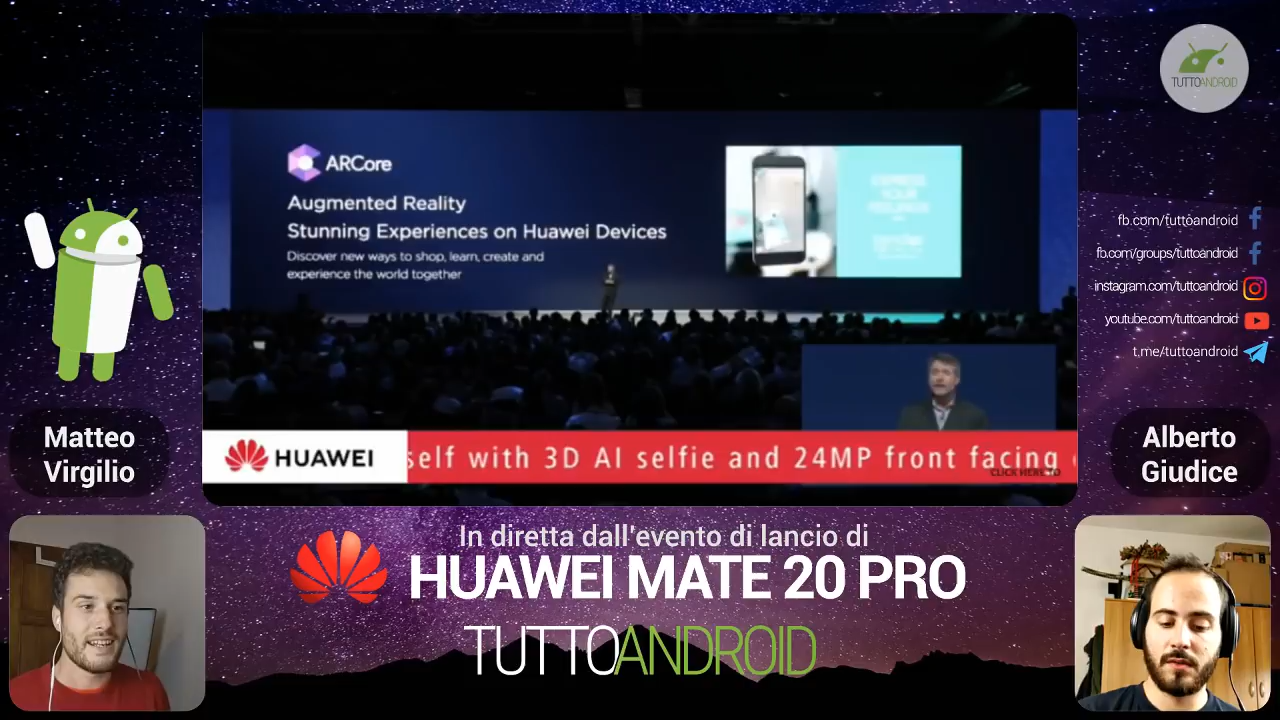 TUTTOANDROID
ARCore
Augmented Reality
Stunning Experiences on Huawei Devices
Discover new ways to shop, learn, create and
experience the world together
EXPRESS
YOUR
FEELINGS
fb.com/tuttoandroid
fb.com/groups/tuttoandroid
instagram.com/tuttoandroid
youtube.com/tuttoandroid
t.me/tuttoandroid
Matteo
Virgilio
Alberto
Giudice
HUAWEI
self with 3D AI selfie and 24MP front facing
In diretta dall'evento di lancio di
HUAWEI MATE 20 PRO
TUTTOANDROID